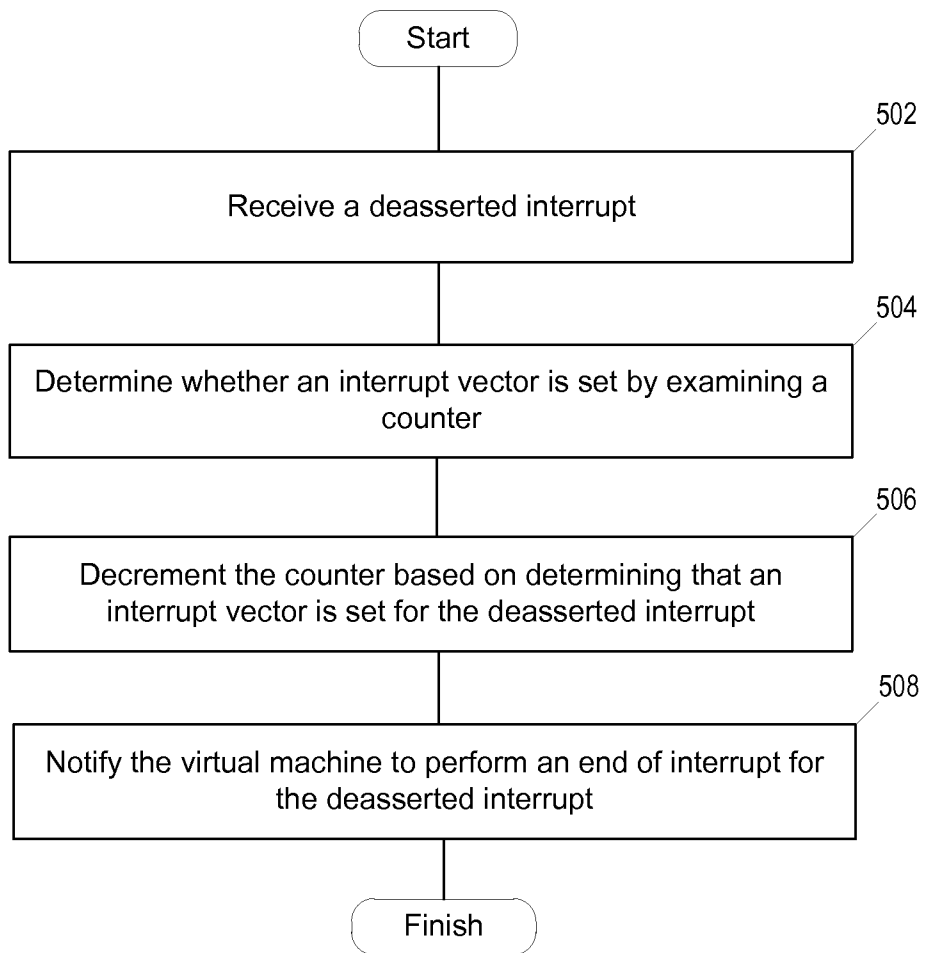 Start
502
Receive a deasserted interrupt
504
Determine whether an interrupt vector is set by examining a
counter
506
Decrement the counter based on determining that an
interrupt vector is set for the deasserted interrupt
508
Notify the virtual machine to perform an end of interrupt for
the deasserted interrupt
Finish